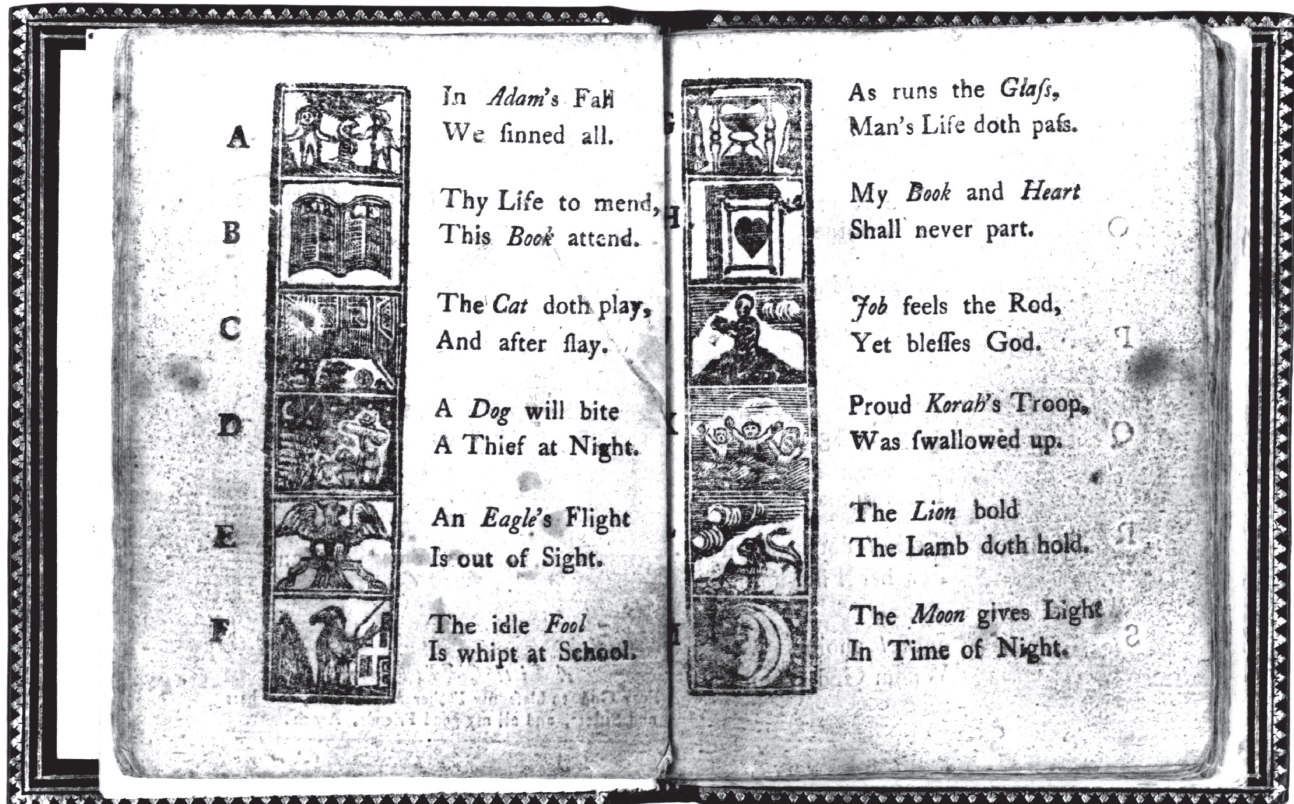 A
In Adam's Fall
We ſinned all.
B
Thy Life to mend,
This Book attend.
C
The Cat doth play,
And after ſlay.
D
A Dog will bite
A Thief at Night.
E
An Eagle's Flight
Is out of Sight.
F
The idle Fool
Is whipt at School.
As runs the Glaſs,
Man's Life doth paſs.
H
My Book and Heart
Shall never part.
Job feels the Rod,
Yet bleſſes God.
K
Proud Korah's Troop,
Was ſwallowed up.
The Lion bold
The Lamb doth hold.
M
The Moon gives Light
In Time of Night.